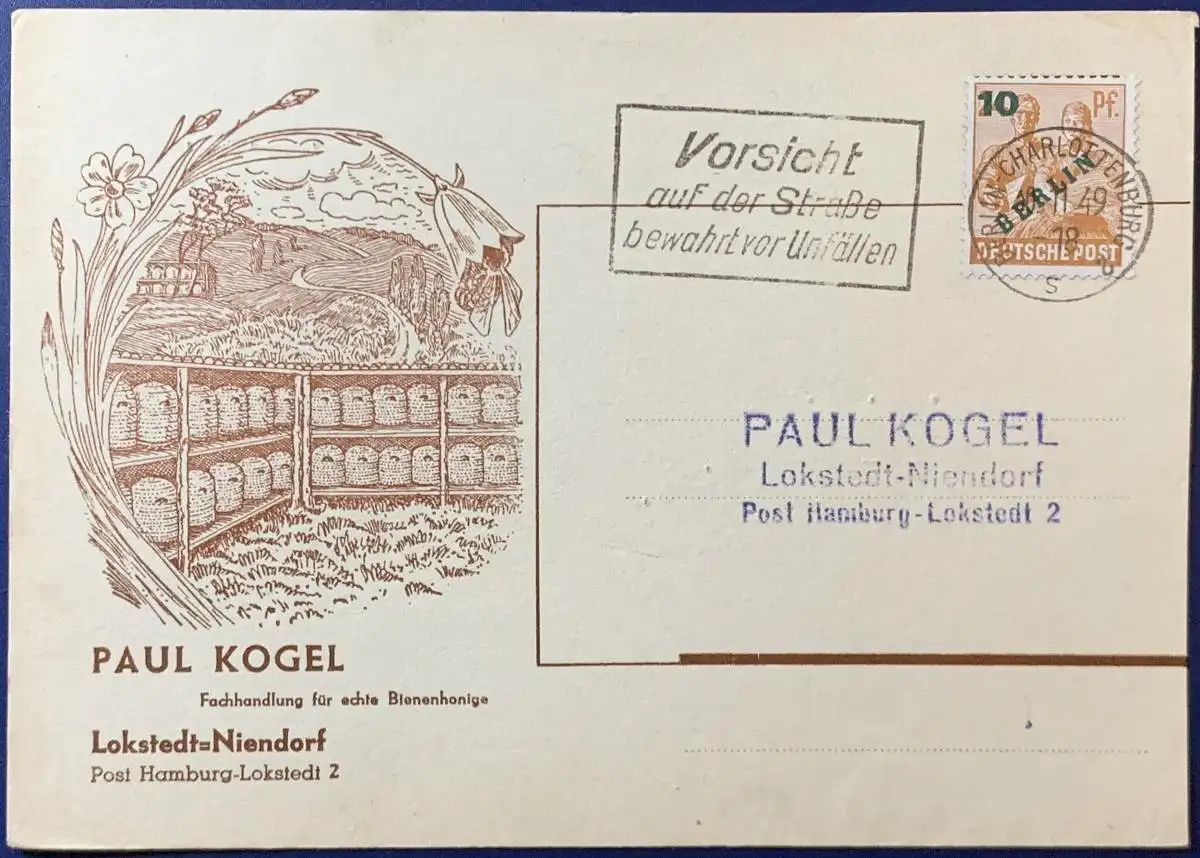 Vorsicht
auf der Straße
bewahrt vor Unfällen
10 Pf.
BERLIN
DEUTSCHE POST
CHARLOTTENBURG
11.49
s
PAUL KOGEL
Lokstedt-Niendorf
Post Hamburg-Lokstedt 2
PAUL KOGEL
Fachhandlung für echte Bienenhonige
Lokstedt=Niendorf
Post Hamburg-Lokstedt 2